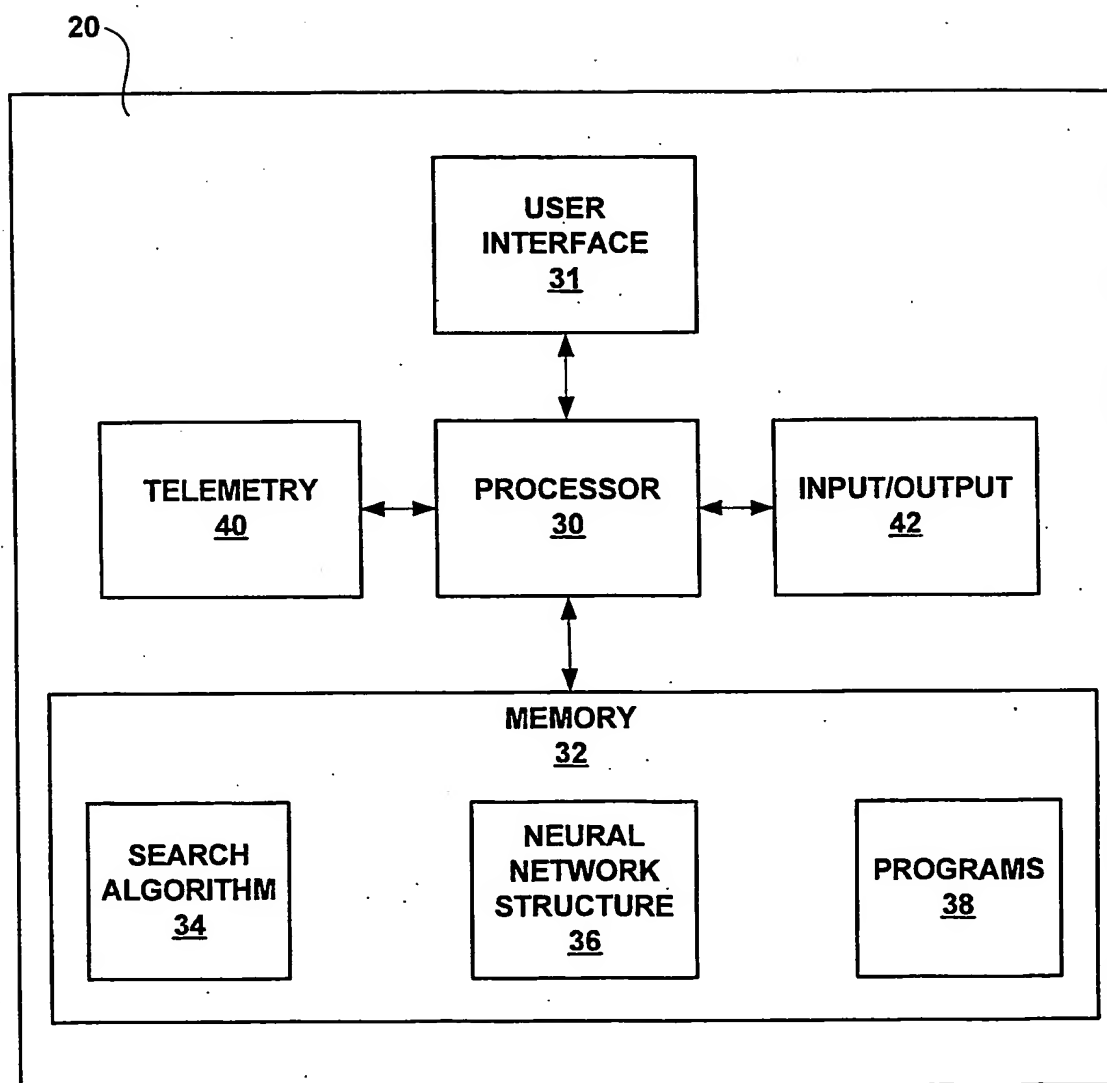 20
USER
INTERFACE
31
TELEMETRY
40
PROCESSOR
30
INPUT/OUTPUT
42
MEMORY
32
SEARCH
ALGORITHM
34
NEURAL
NETWORK
STRUCTURE
36
PROGRAMS
38